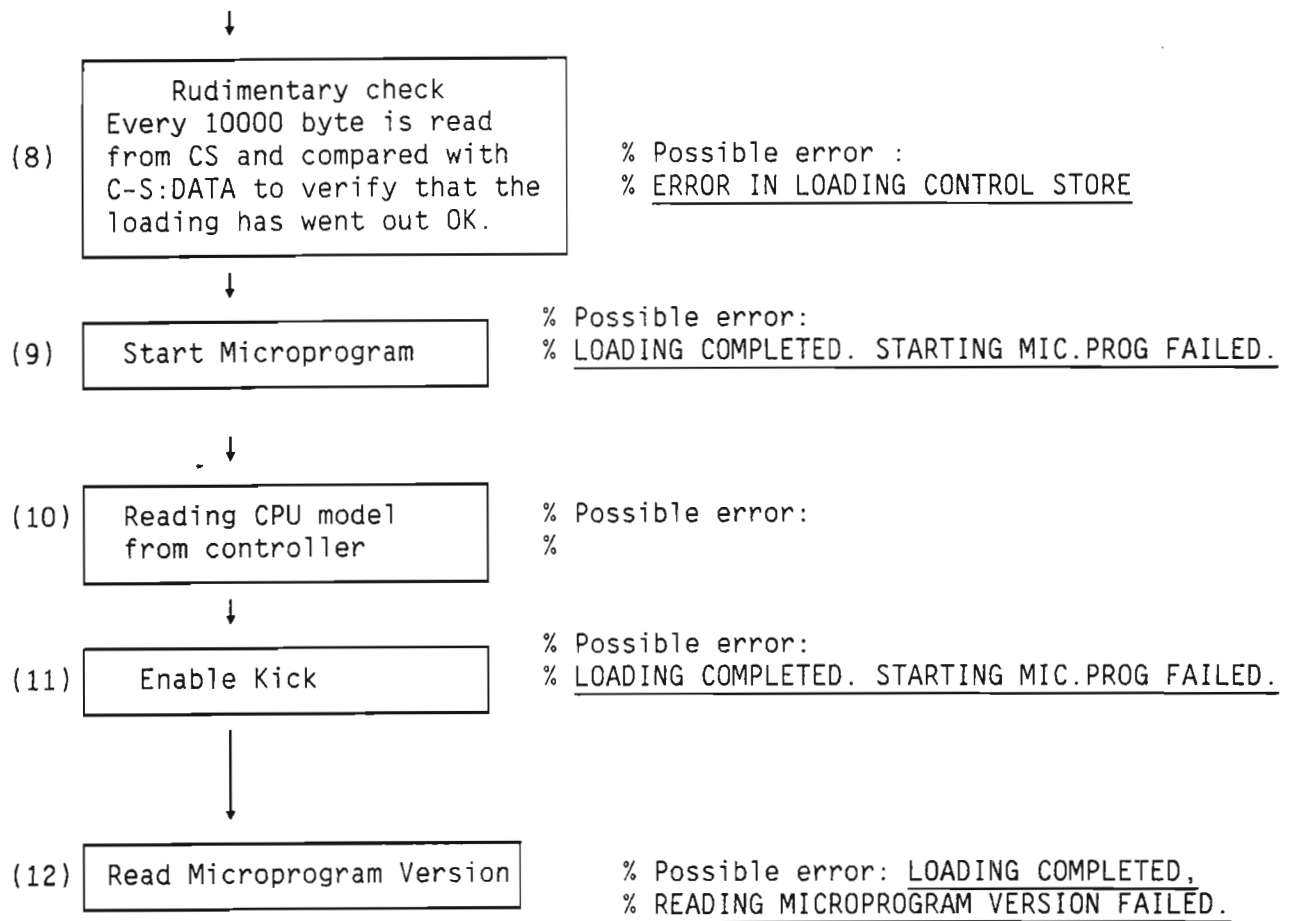 Rudimentary check
Every 10000 byte is read
(8) from CS and compared with
C-S:DATA to verify that the
loading has went out OK.
% Possible error :
% ERROR IN LOADING CONTROL STORE
(9) Start Microprogram
% Possible error:
% LOADING COMPLETED. STARTING MIC.PROG FAILED.
(10) Reading CPU model
from controller
% Possible error:
%
(11) Enable Kick
% Possible error:
% LOADING COMPLETED. STARTING MIC.PROG FAILED.
(12) Read Microprogram Version
% Possible error: LOADING COMPLETED,
% READING MICROPROGRAM VERSION FAILED.